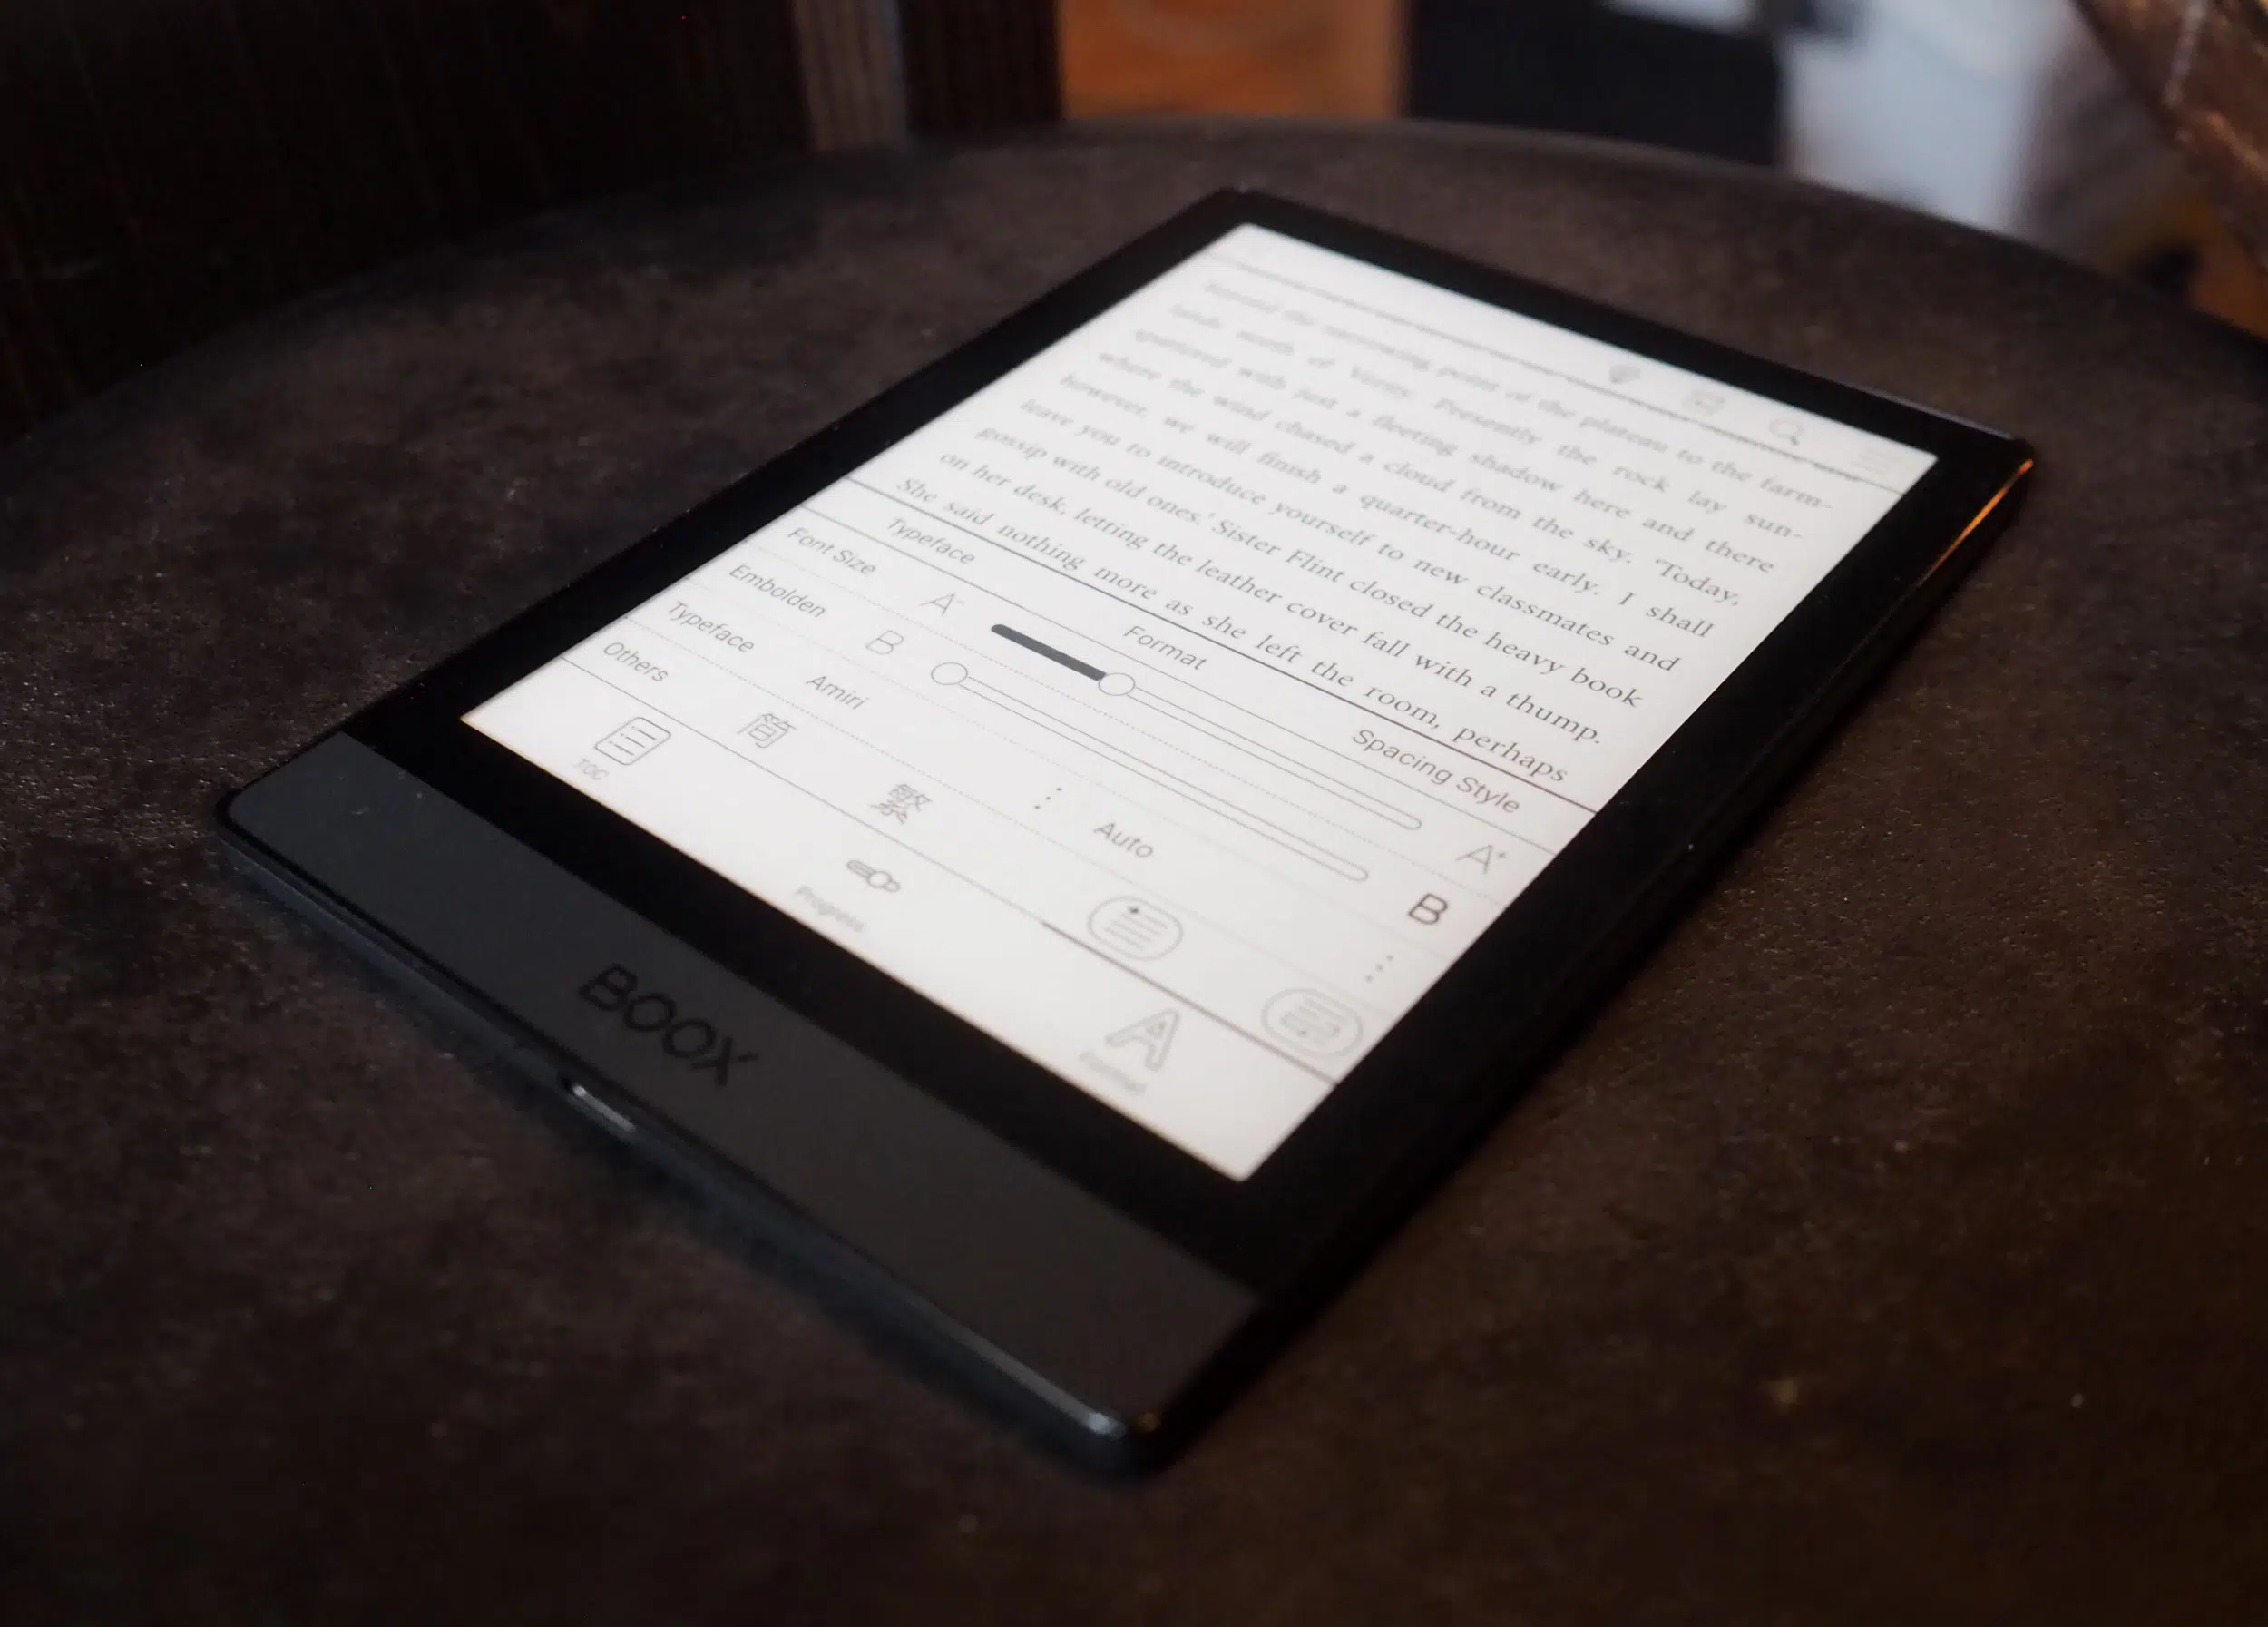 beyond the narrowing point of the plateau to the farm-
lands north of Verity. Presently the rock lay sun-
spattered with just a fleeting shadow here and there
where the wind chased a cloud from the sky. 'Today,
however, we will finish a quarter-hour early. I shall
leave you to introduce yourself to new classmates and
gossip with old ones.' Sister Flint closed the heavy book
on her desk, letting the leather cover fall with a thump.
She said nothing more as she left the room, perhaps
Typeface Format Spacing Style
Font Size A- A+
Embolden B B
Typeface Amiri Auto
Others 简 繁
TOC Progress A Format
BOOX